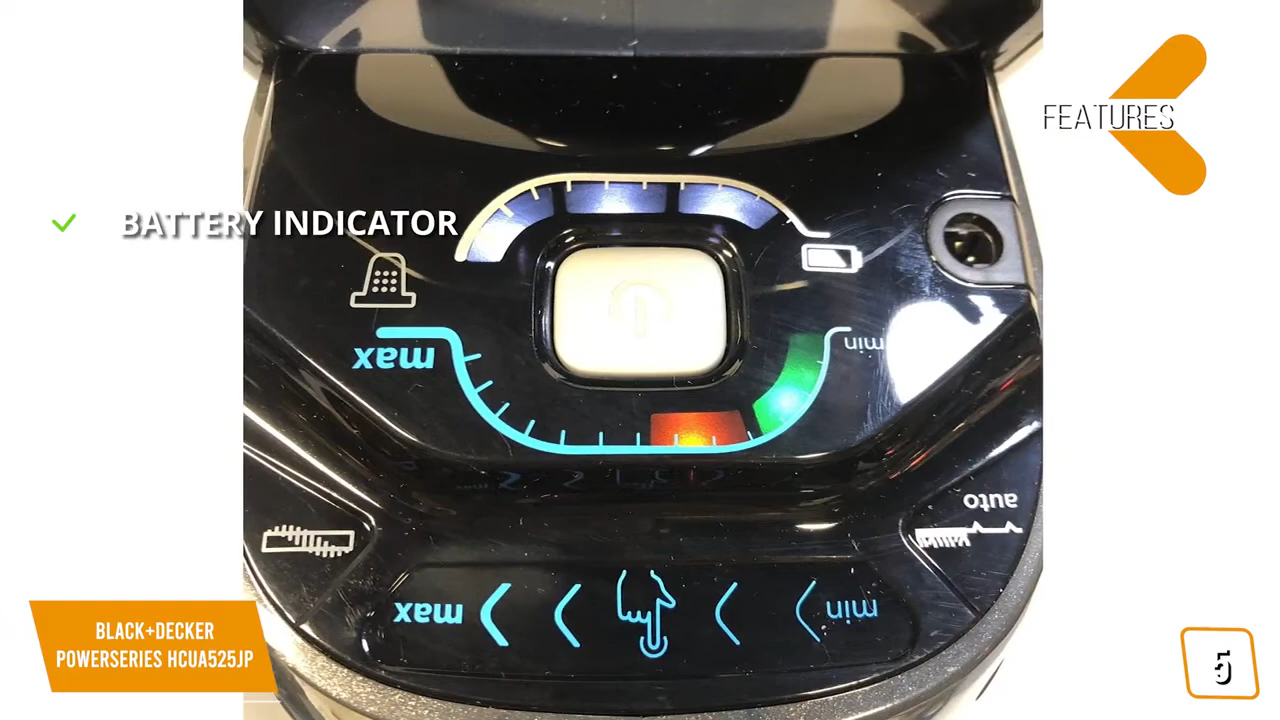 FEATURES
BATTERY INDICATOR
max
min
auto
max
min
BLACK+DECKER
POWERSERIES HCUA525JP
5